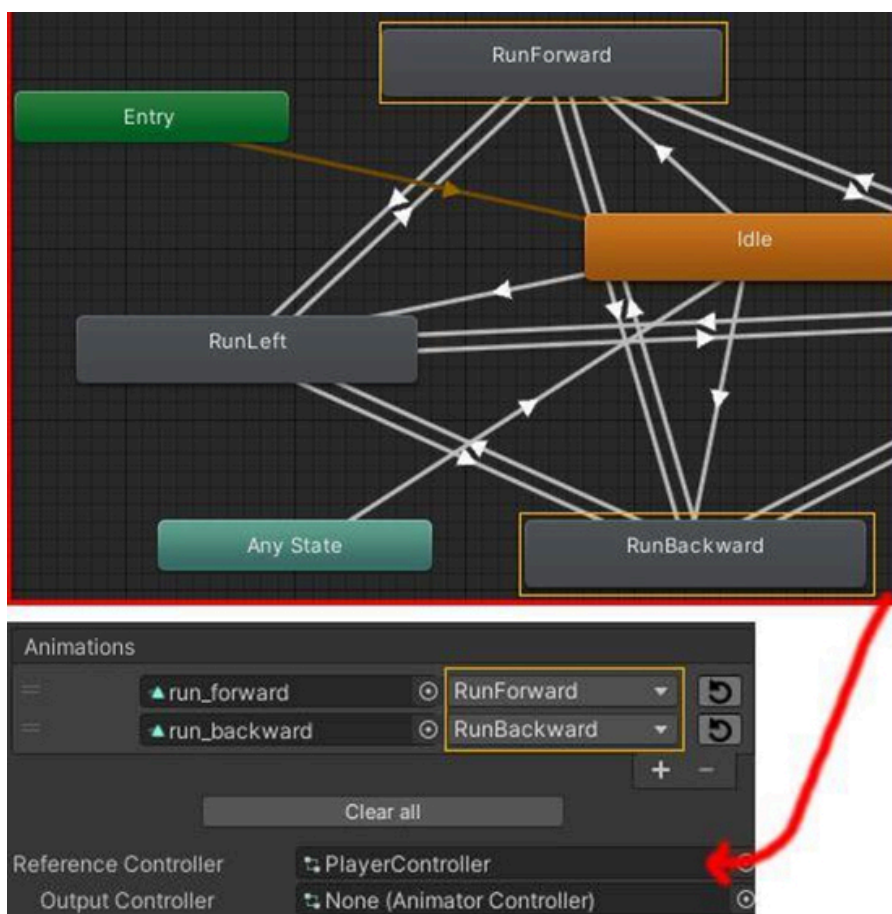 RunForward
Entry
Idle
RunLeft
Any State
RunBackward
Animations
run_forward RunForward
run_backward RunBackward
+ -
Clear all
Reference Controller PlayerController
Output Controller None (Animator Controller)